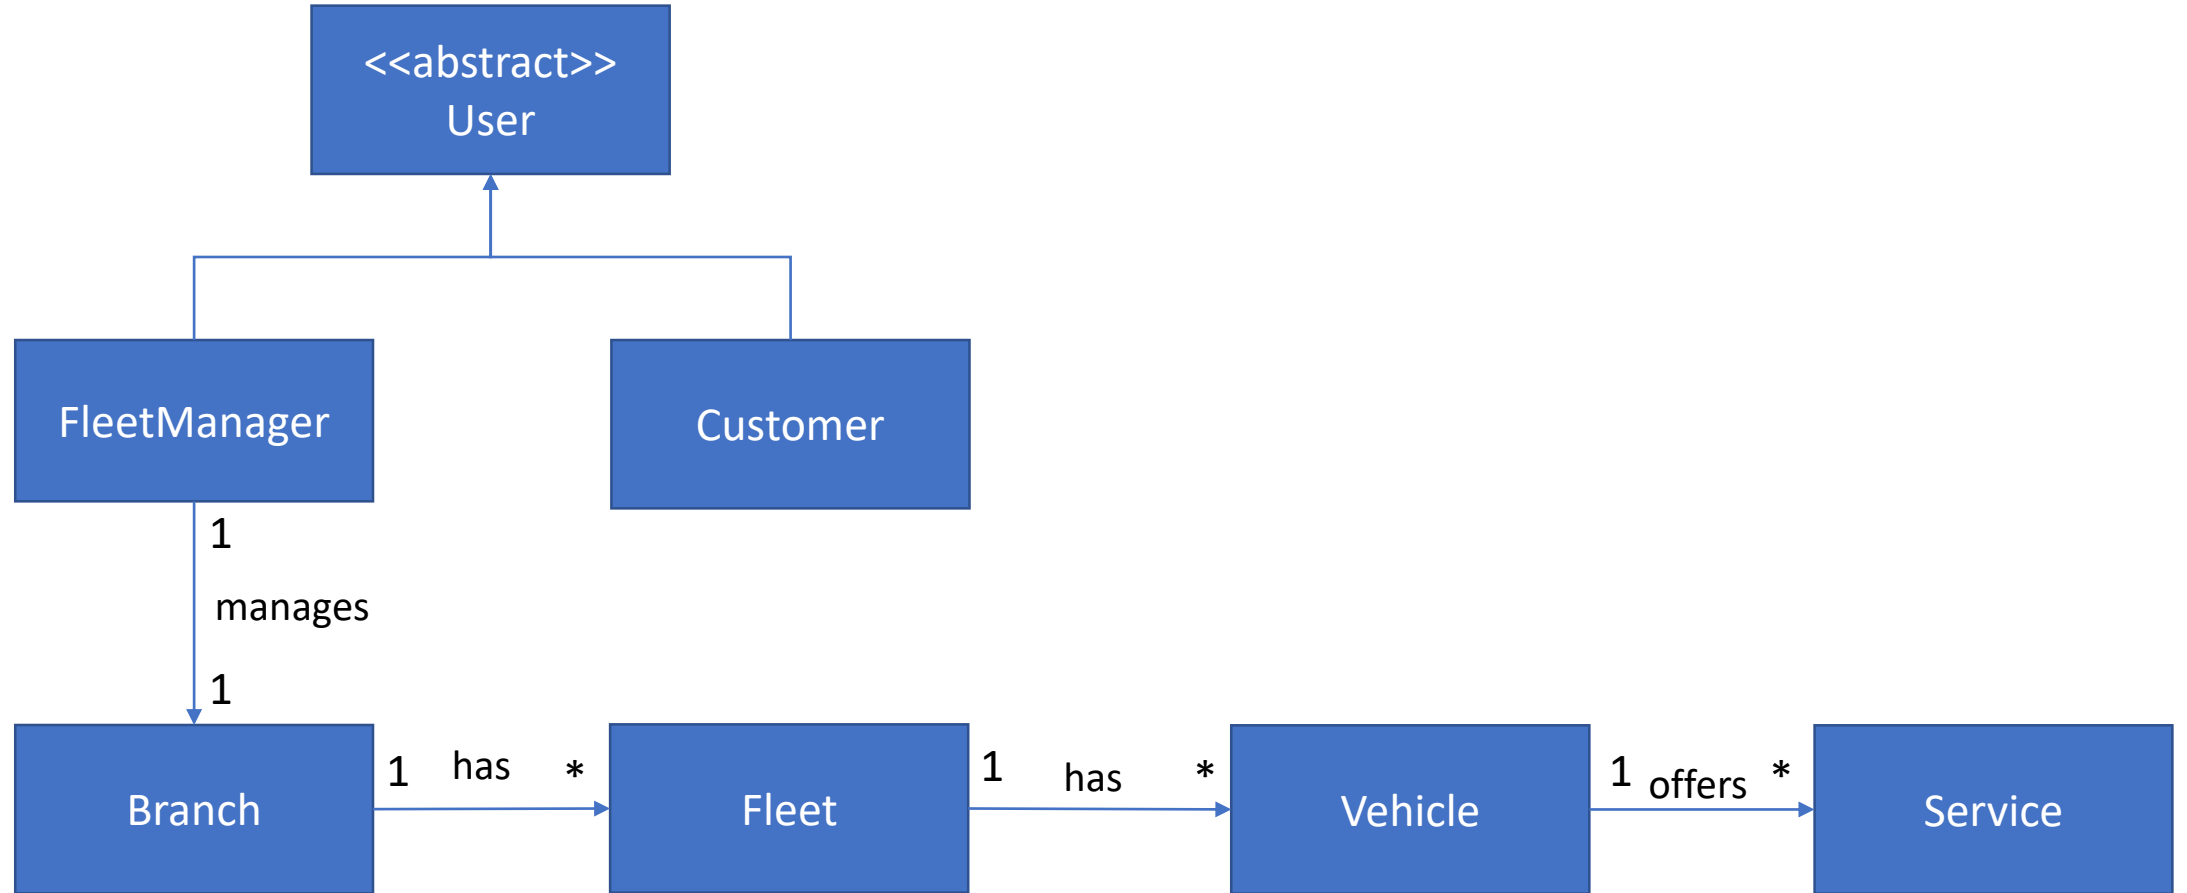 <<abstract>>
User
FleetManager
Customer
1
manages
1
Branch
1 has *
Fleet
1 has *
Vehicle
1 offers *
Service